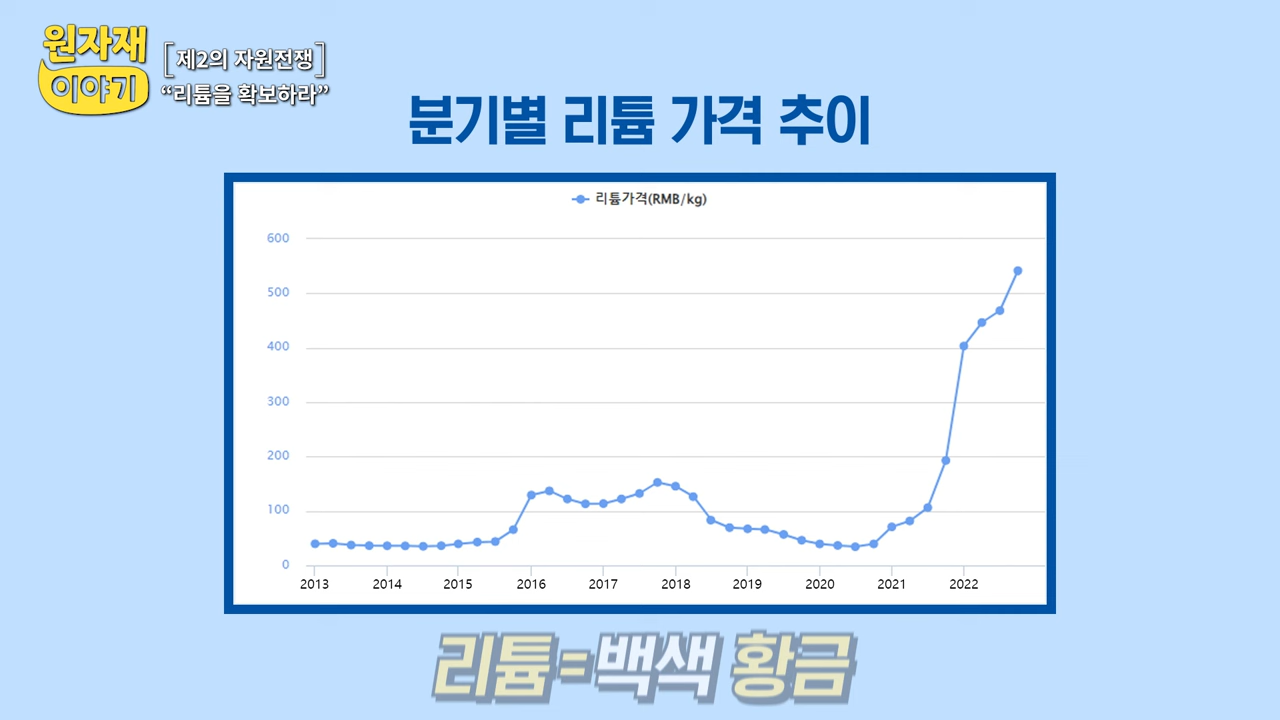 원자재
이야기
[제2의 자원전쟁]
“리튬을 확보하라”
분기별 리튬 가격 추이
리튬가격(RMB/kg)
600
500
400
300
200
100
0
2013 2014 2015 2016 2017 2018 2019 2020 2021 2022
리튬=백색 황금